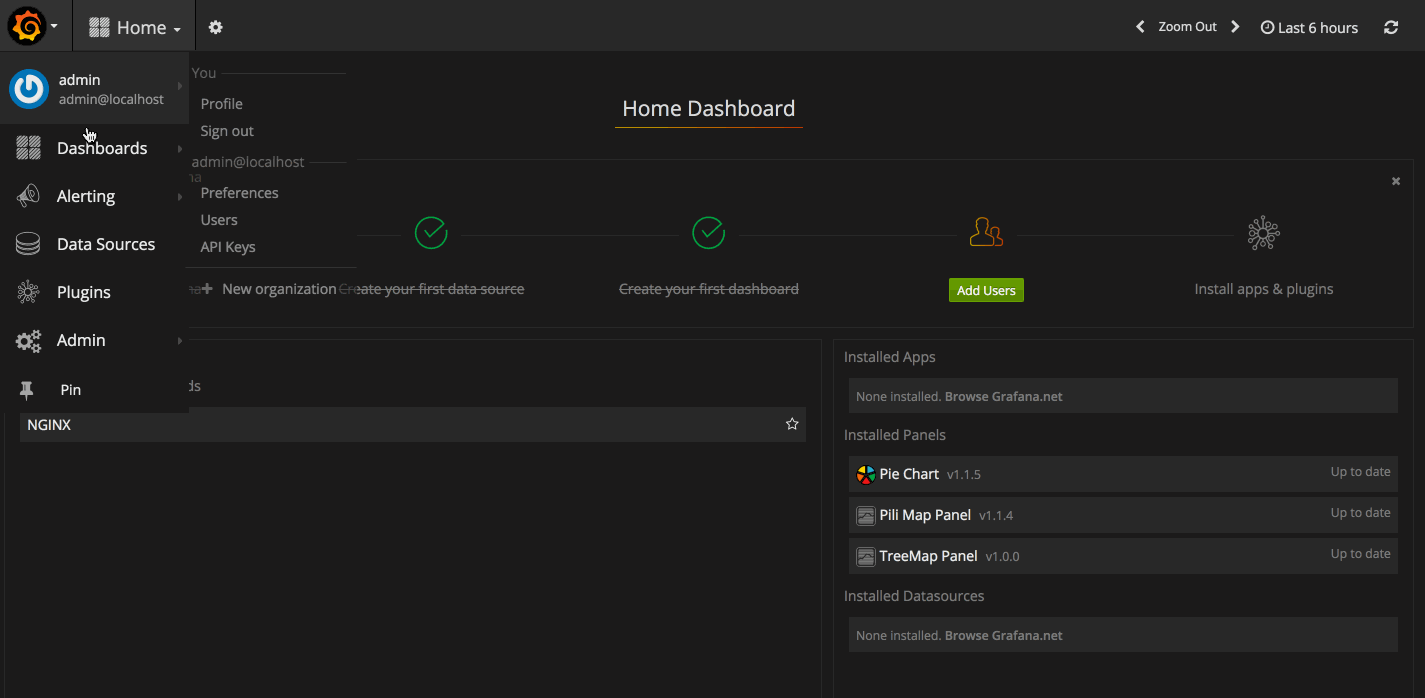 Home
Zoom Out
Last 6 hours
admin
admin@localhost
Dashboards
Alerting
Data Sources
Plugins
Admin
Pin
You
Profile
Sign out
admin@localhost
Preferences
Users
API Keys
New organization
Home Dashboard
Create your first data source
Create your first dashboard
Add Users
Install apps & plugins
NGINX
Installed Apps
None installed. Browse Grafana.net
Installed Panels
Pie Chart v1.1.5 Up to date
Pili Map Panel v1.1.4 Up to date
TreeMap Panel v1.0.0 Up to date
Installed Datasources
None installed. Browse Grafana.net